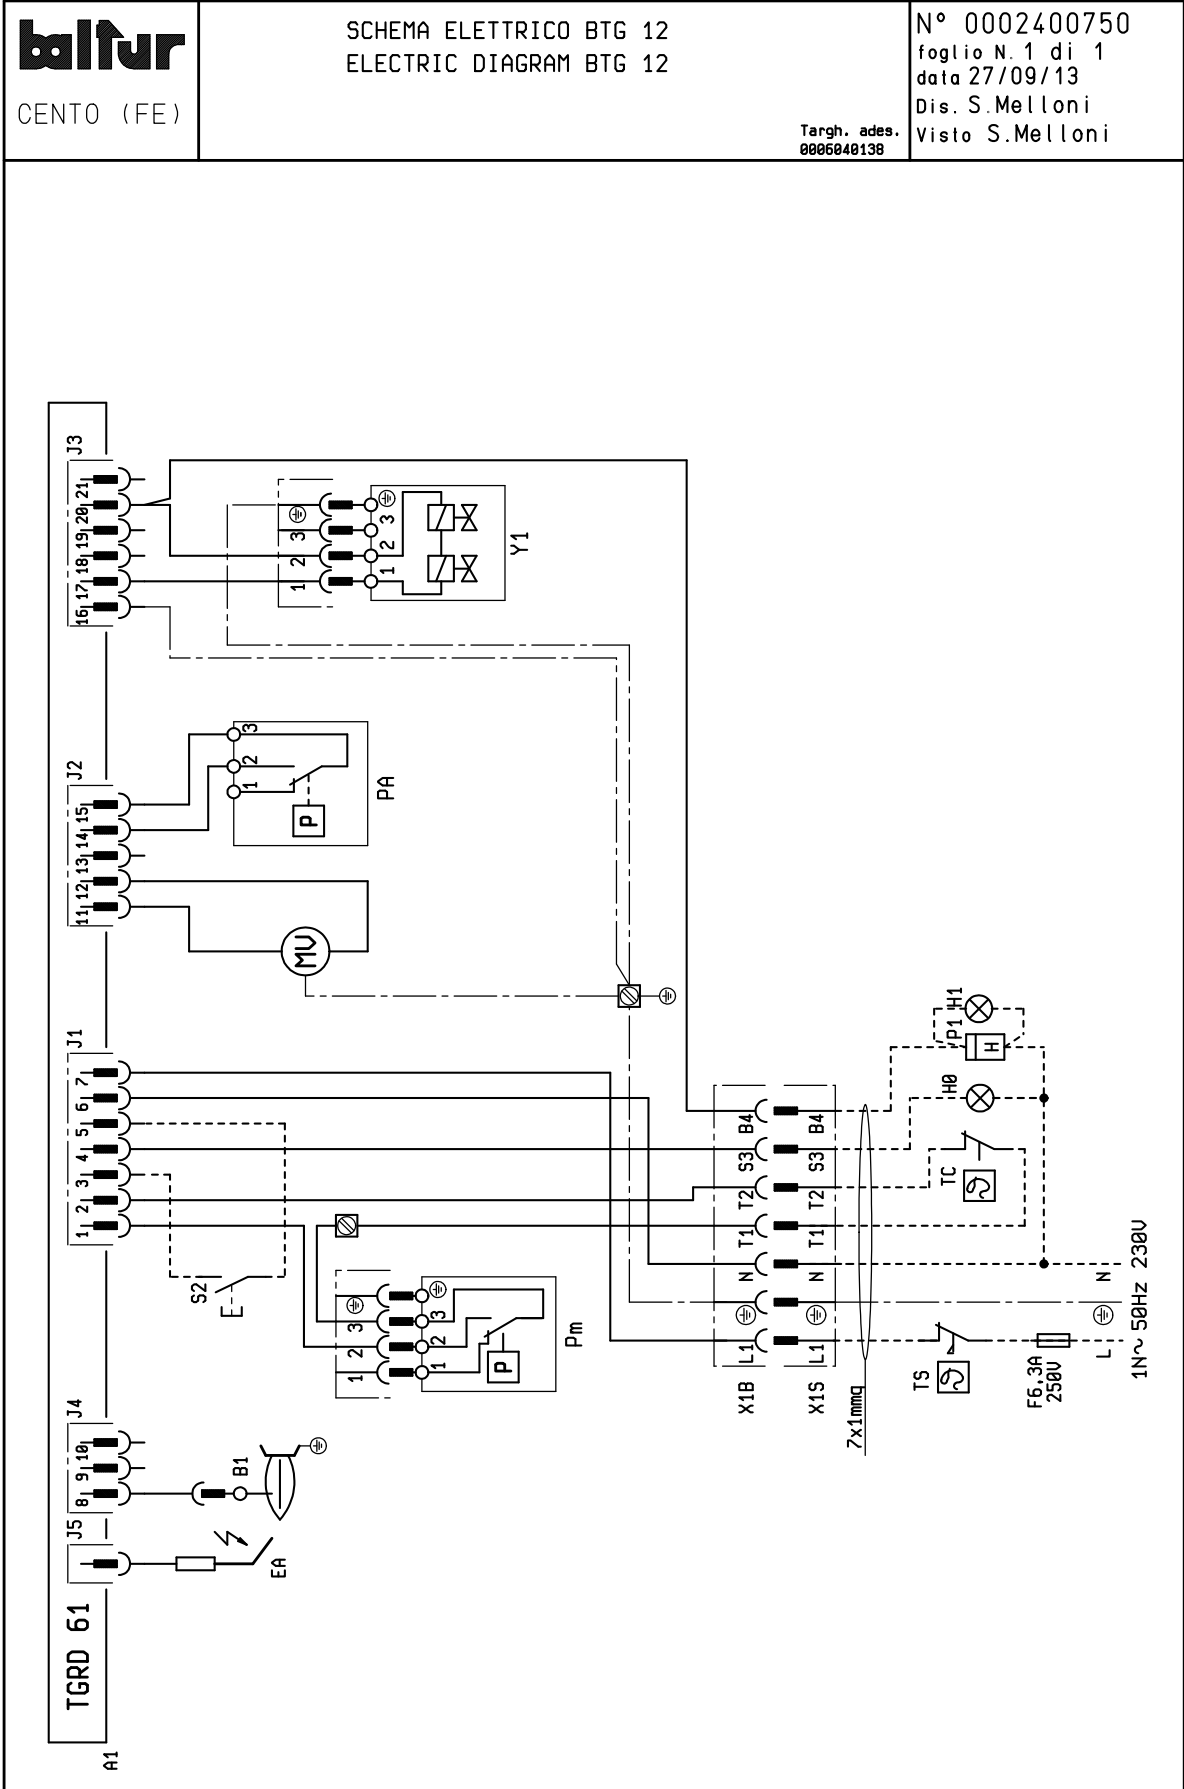 baltur
CENTO (FE)
SCHEMA ELETTRICO BTG 12
ELECTRIC DIAGRAM BTG 12
Targh. ades.
0006040138
N° 0002400750
foglio N. 1 di 1
data 27/09/13
Dis. S.Melloni
Visto S.Melloni
TGRD 61
A1
J5
J4
8 9 10
J1
1 2 3 4 5 6 7
J2
11 12 13 14 15
J3
16 17 18 19 20 21
EA
B1
S2
1 2 3
1 2 3
P
Pm
MV
1 2 3
P
PA
1 2 3
1 2 3
Y1
X1B
L1 N T1 T2 S3 B4
X1S
L1 N T1 T2 S3 B4
7x1mmq
TS
TC
H0
P1
H
H1
F6.3A
250V
L N
1N~ 50Hz 230V